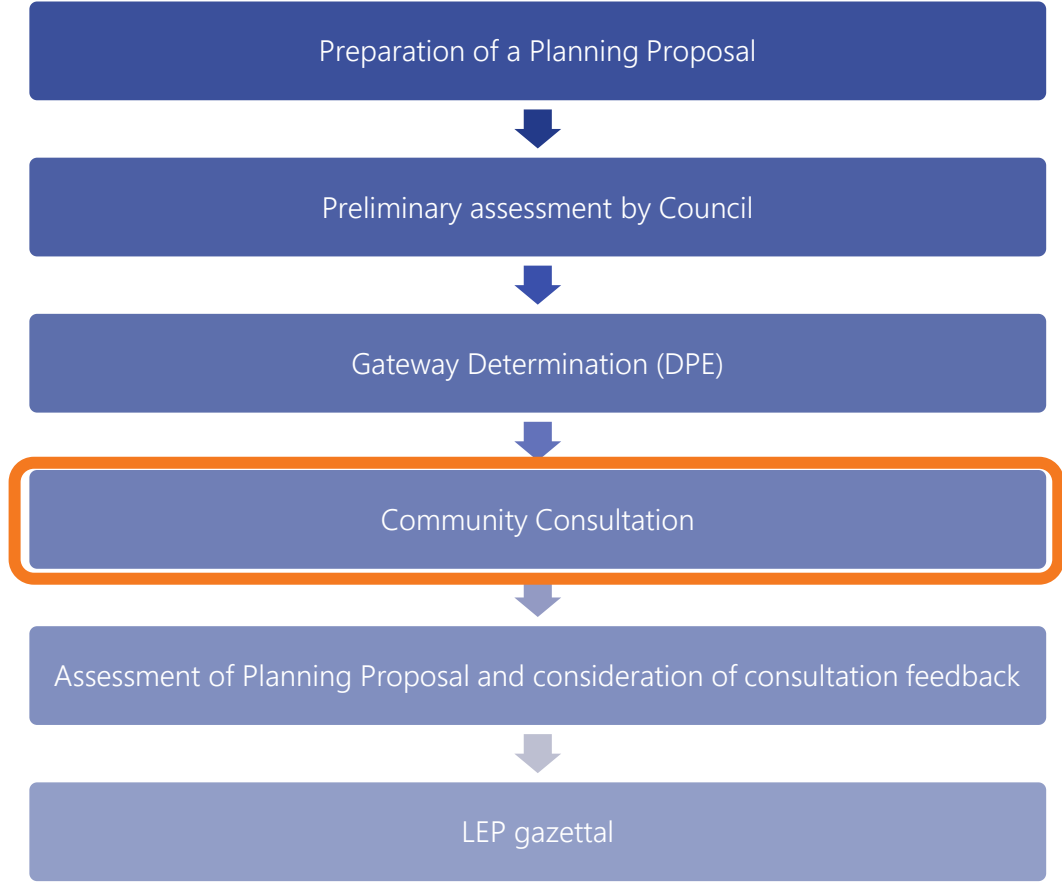 Preparation of a Planning Proposal
Preliminary assessment by Council
Gateway Determination (DPE)
Community Consultation
Assessment of Planning Proposal and consideration of consultation feedback
LEP gazettal